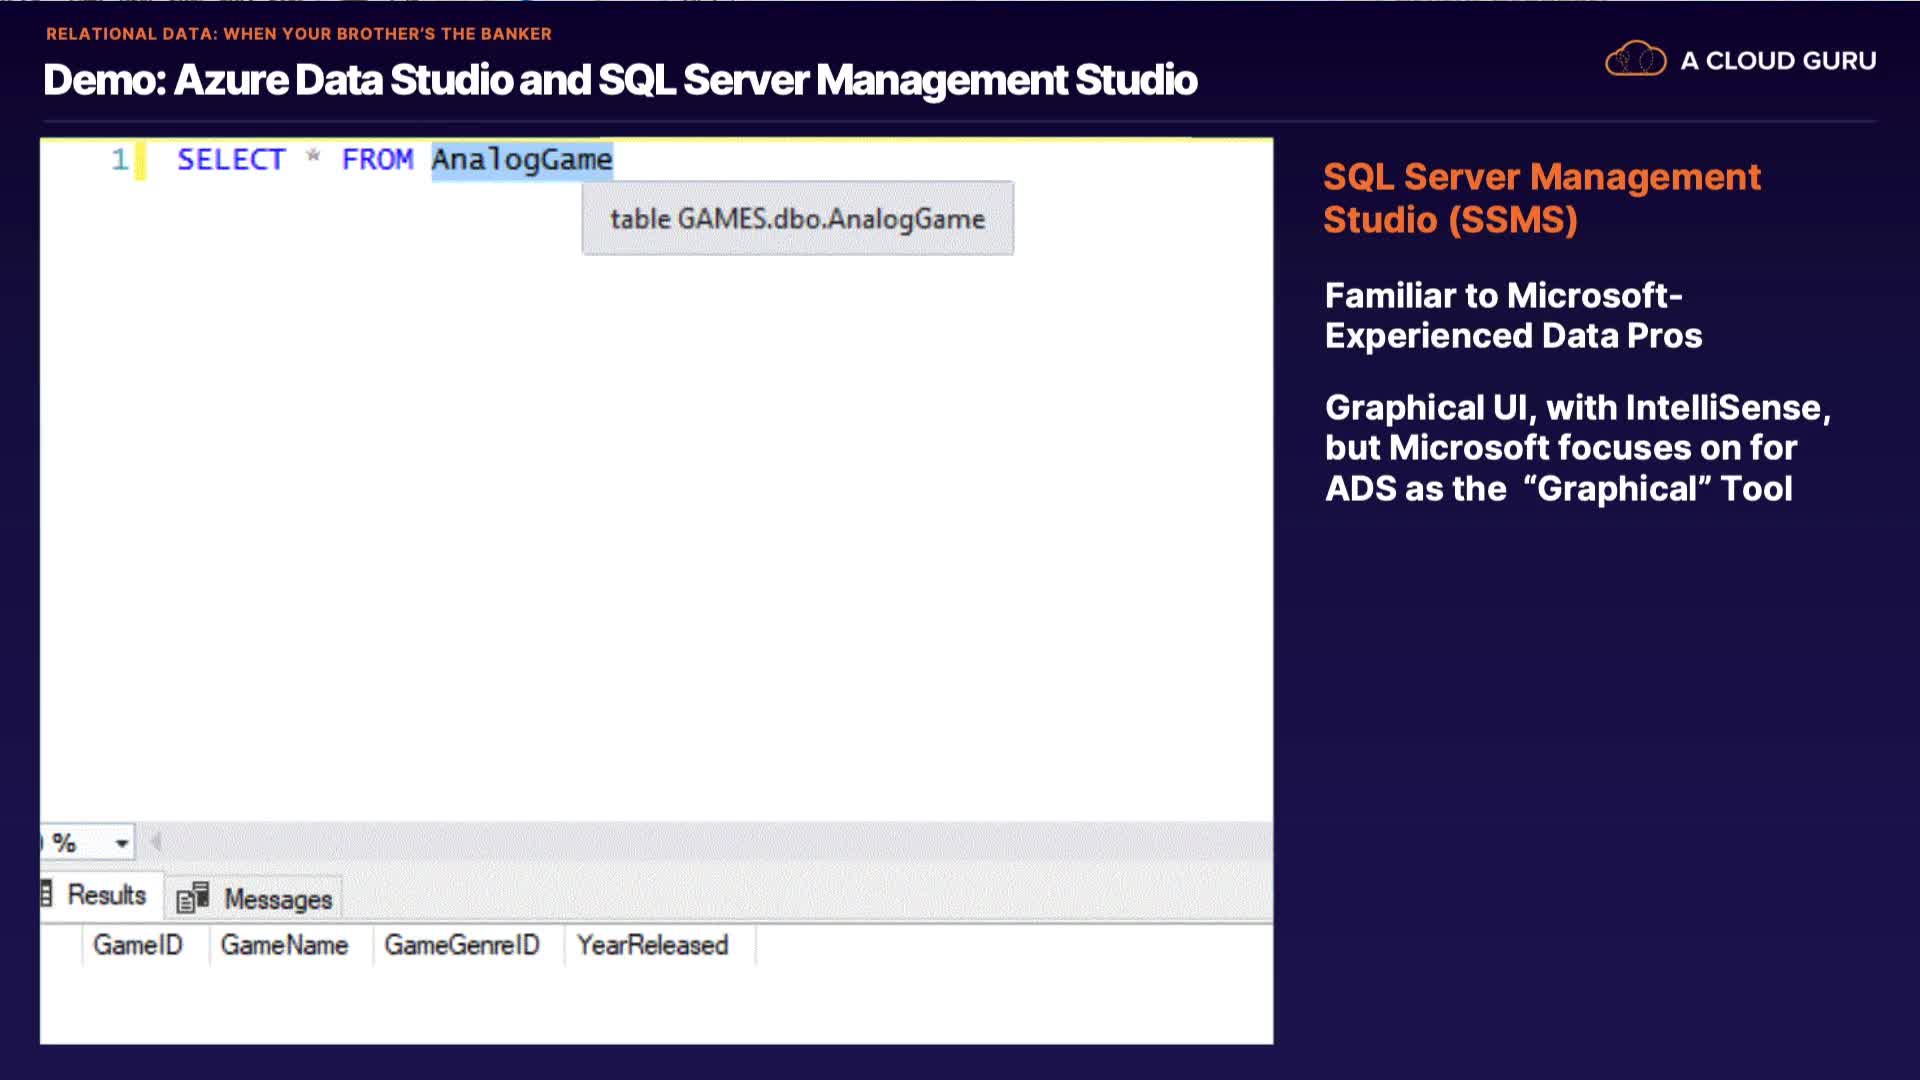 RELATIONAL DATA: WHEN YOUR BROTHER'S THE BANKER
Demo: Azure Data Studio and SQL Server Management Studio
A CLOUD GURU
1 SELECT * FROM AnalogGame
table GAMES.dbo.AnalogGame
SQL Server Management
Studio (SSMS)
Familiar to Microsoft-
Experienced Data Pros
Graphical UI, with IntelliSense,
but Microsoft focuses on for
ADS as the “Graphical” Tool
%
Results Messages
GameID GameName GameGenreID YearReleased